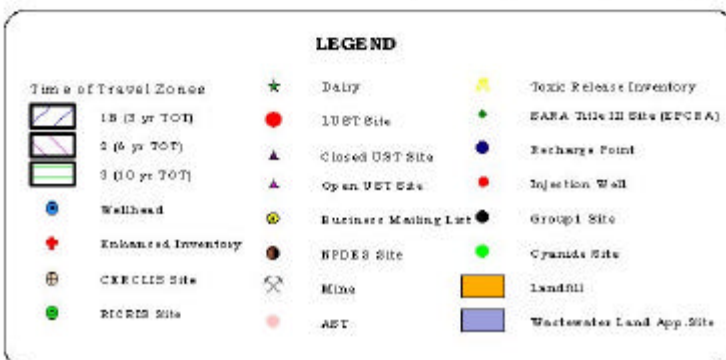 LEGEND
Time of Travel Zones
1B (3 yr TOT)
2 (6 yr TOT)
3 (10 yr TOT)
Wellhead
Enhanced Inventory
CERCLIS Site
RICRIS Site
Dairy
LUST Site
Closed UST Site
Open UST Site
Business Mailing List
NPDES Site
Mine
AST
Toxic Release Inventory
SARA Title III Site (EPCRA)
Recharge Point
Injection Well
Group1 Site
Cyanide Site
Landfill
Wastewater Land App. Site